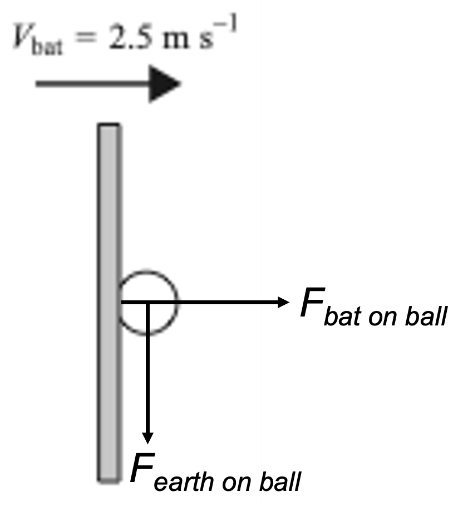 V_bat = 2.5 m s⁻¹
F_bat on ball
F_earth on ball